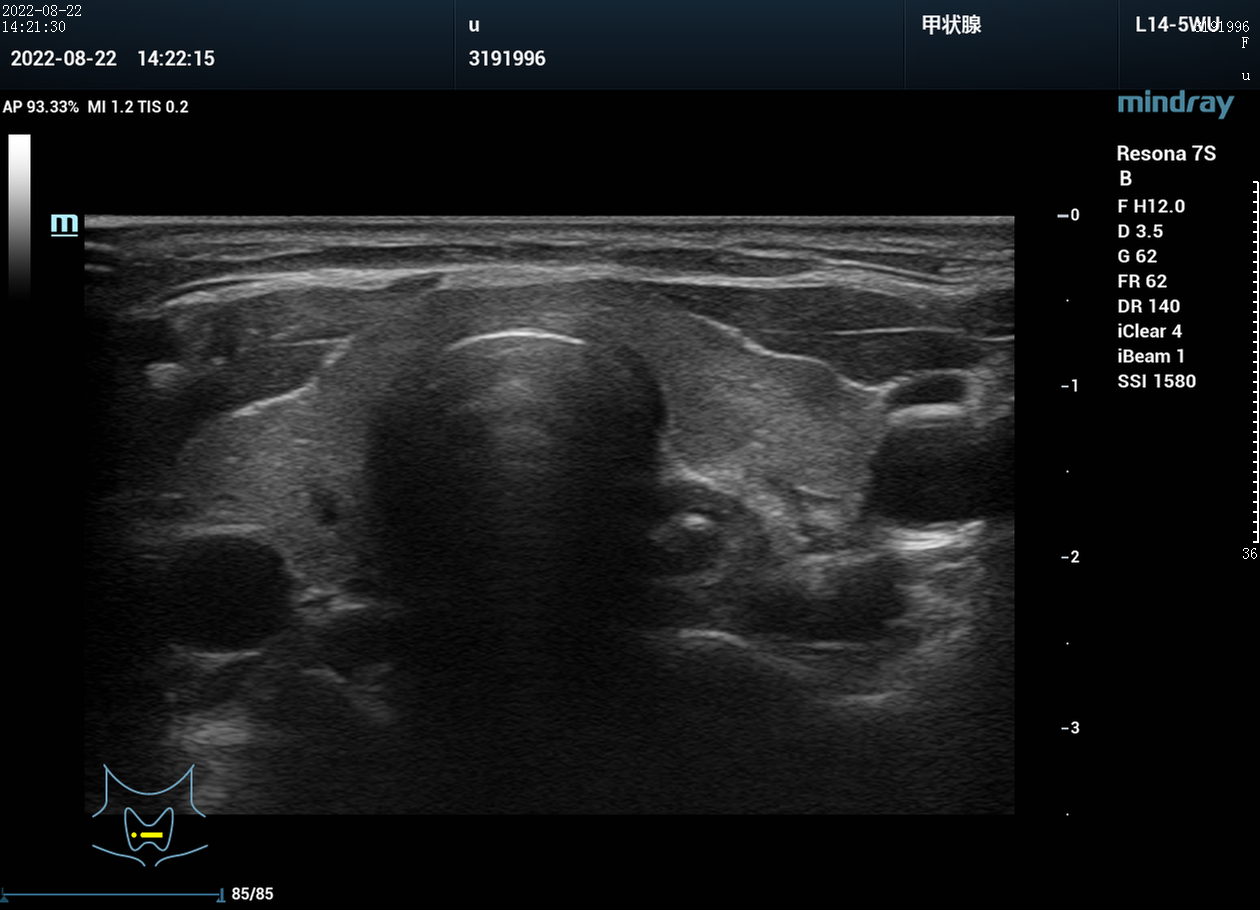 2022-08-22
14:21:30
2022-08-22 14:22:15
u
3191996
甲状腺
L14-5WU
3191996
F
u
AP 93.33% MI 1.2 TIS 0.2
mindray
m
Resona 7S
B
F H12.0
D 3.5
G 62
FR 62
DR 140
iClear 4
iBeam 1
SSI 1580
0
-1
-2
-3
36
85/85